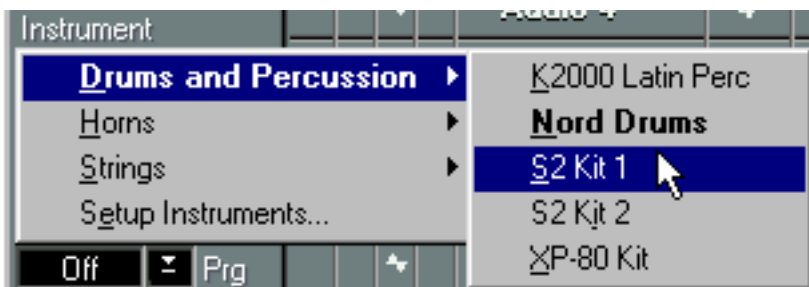 Instrument
Audio 4
4
Drums and Percussion
Horns
Strings
Setup Instruments...
K2000 Latin Perc
Nord Drums
S2 Kit 1
S2 Kit 2
XP-80 Kit
Off
Prg